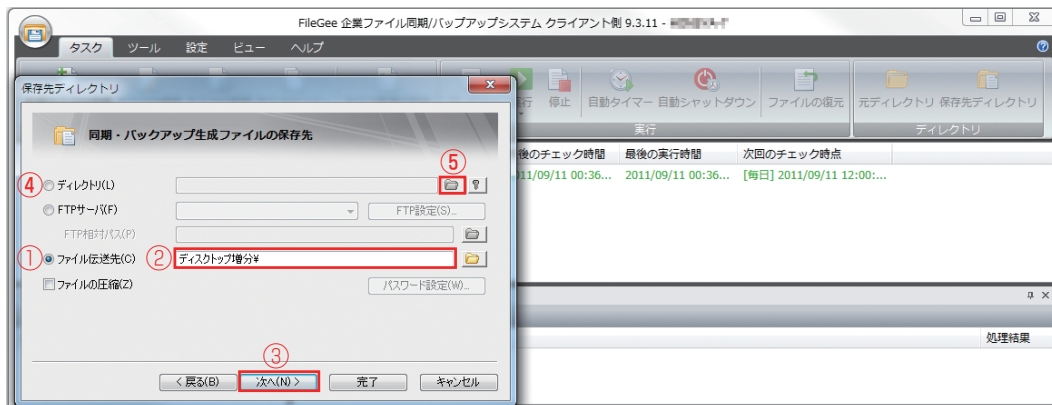 FileGee 企業ファイル同期/バップアップシステム クライアント側 9.3.11 -
タスク ツール 設定 ビュー ヘルプ
保存先ディレクトリ
停止 自動タイマー 自動シャットダウン ファイルの復元 元ディレクトリ 保存先ディレクトリ
実行 ディレクトリ
同期・バックアップ生成ファイルの保存先
後のチェック時間 最後の実行時間 次回のチェック時点
11/09/11 00:36... 2011/09/11 00:36... [毎日] 2011/09/11 12:00:...
⑤
④ ディレクトリ(L)
FTPサーバ(F) FTP設定(S)...
FTP相対パス(P)
① ファイル伝送先(C) ② ディスクトップ増分¥
ファイルの圧縮(Z) パスワード設定(W)...
処理結果
③
< 戻る(B) 次へ(N) > 完了 キャンセル